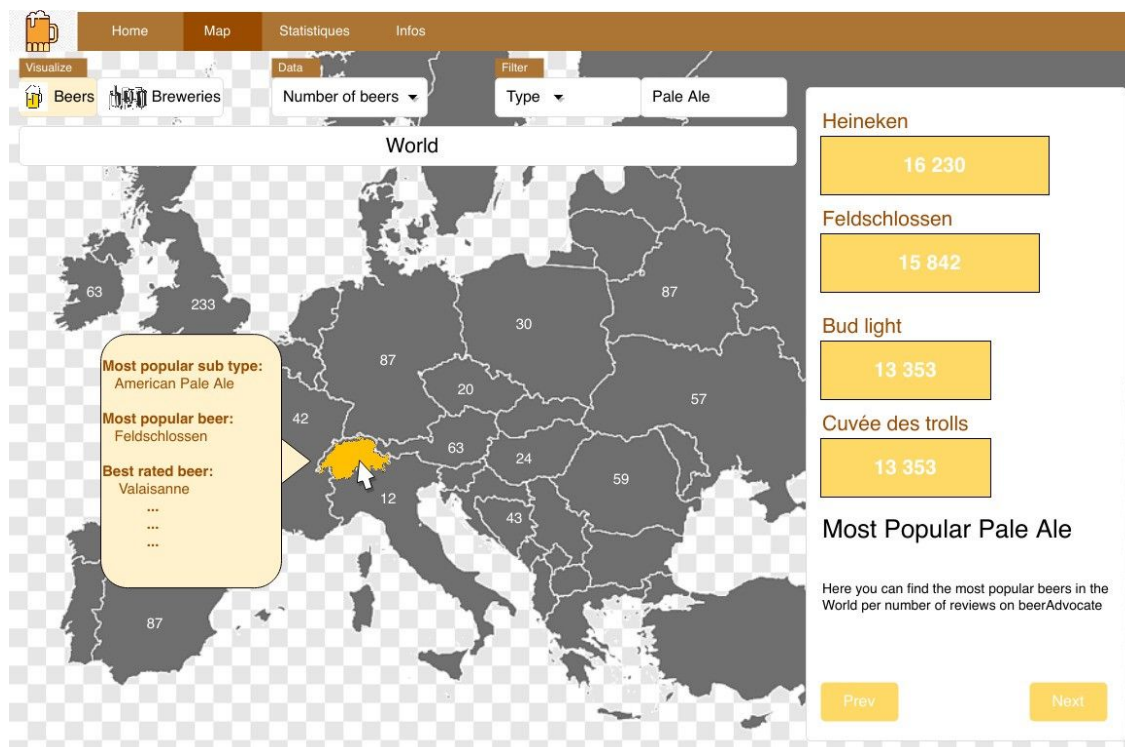 Home Map Statistiques Infos
Visualize Data Filter
Beers Breweries Number of beers Type Pale Ale
World
Heineken
16 230
Feldschlossen
15 842
Bud light
13 353
Cuvée des trolls
13 353
Most Popular Pale Ale
Here you can find the most popular beers in the
World per number of reviews on beerAdvocate
Prev Next
63
233
87
30
87
20
57
42
63
24
59
12
43
87
Most popular sub type:
American Pale Ale
Most popular beer:
Feldschlossen
Best rated beer:
Valaisanne
...
...
...